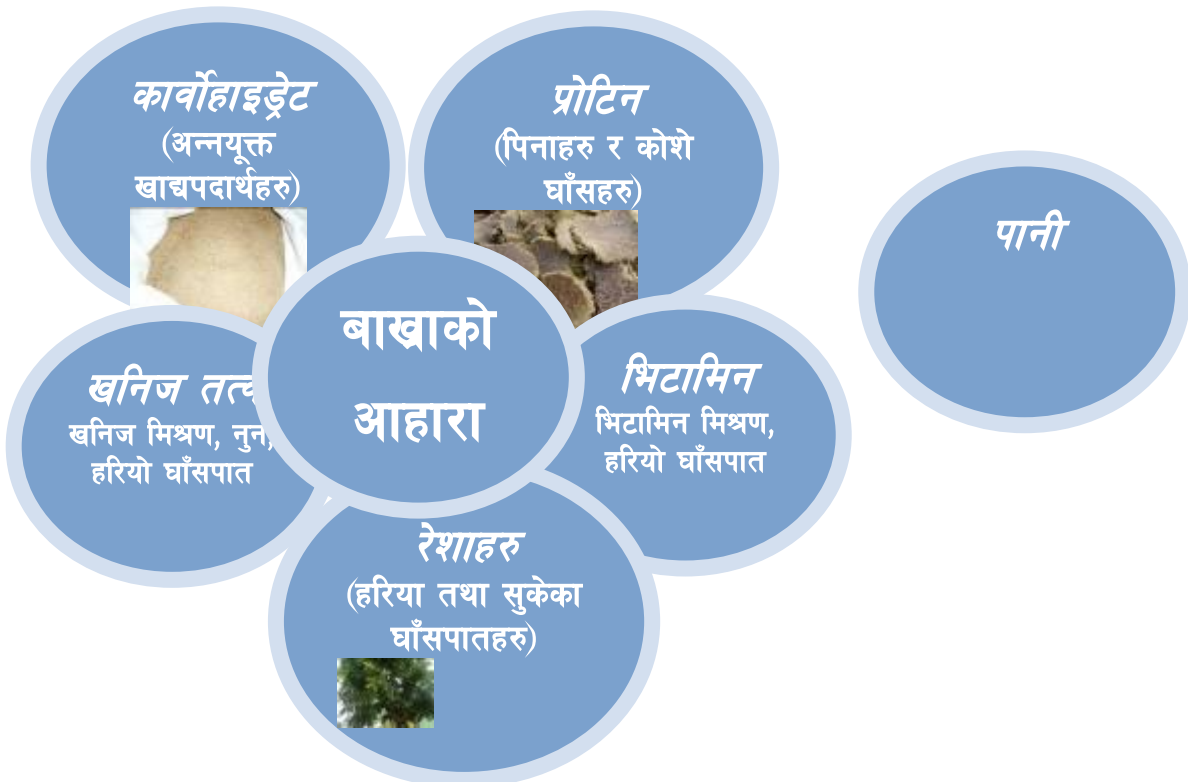 कार्वोहाइड्रेट
(अन्नयूक्त
खाद्यपदार्थहरु)
प्रोटिन
(पिनाहरु र कोशे
घाँसहरु)
पानी
बाख्राको
आहारा
खनिज तत्व
खनिज मिश्रण, नुन,
हरियो घाँसपात
भिटामिन
भिटामिन मिश्रण,
हरियो घाँसपात
रेशाहरु
(हरिया तथा सुकेका
घाँसपातहरु)